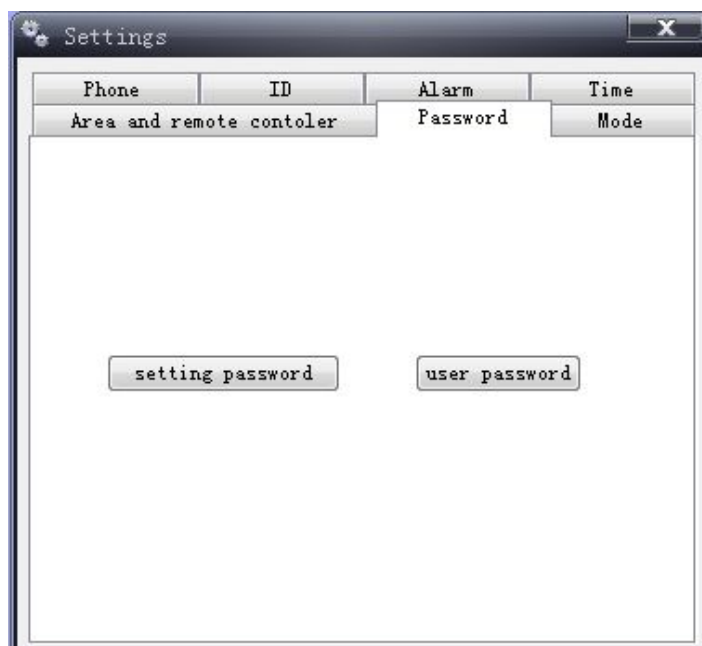 Settings
X
Phone ID Alarm Time
Area and remote contoler Password Mode
setting password user password